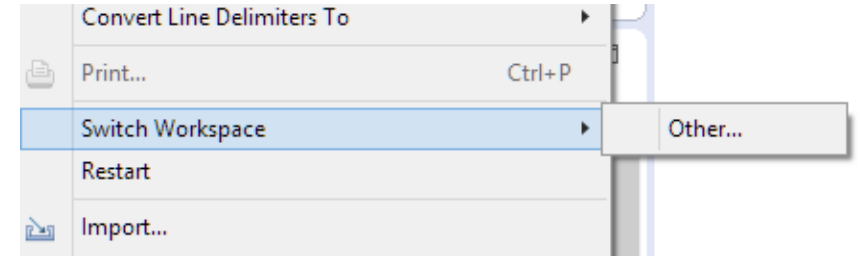 Convert Line Delimiters To
Print... Ctrl+P
Switch Workspace Other...
Restart
Import...